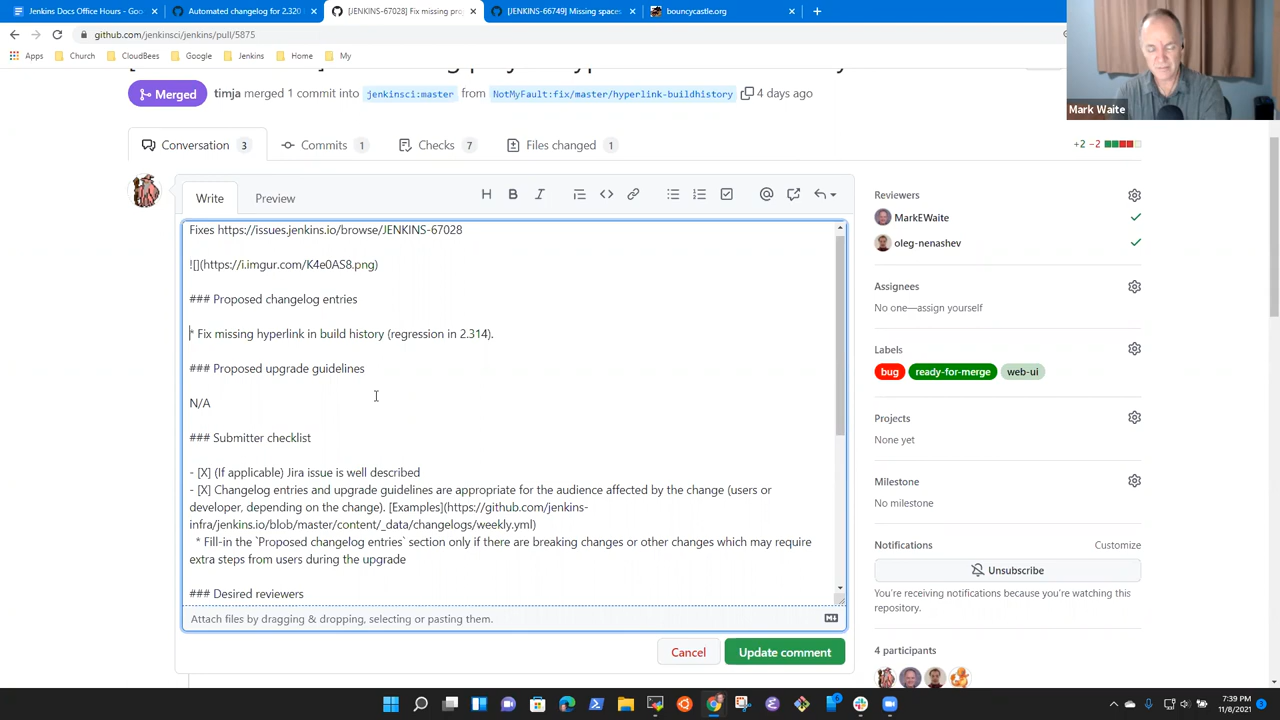 Jenkins Docs Office Hours - Goo
Automated changelog for 2.320
[JENKINS-67028] Fix missing pro
[JENKINS-66749] Missing spaces
bouncycastle.org
github.com/jenkinsci/jenkins/pull/5875
Apps
Church
CloudBees
Google
Jenkins
Home
My
Mark Waite
Merged
timja merged 1 commit into jenkinsci:master from NotMyFault:fix/master/hyperlink-buildhistory 4 days ago
Conversation 3
Commits 1
Checks 7
Files changed 1
+2 −2
Write
Preview
Fixes https://issues.jenkins.io/browse/JENKINS-67028
![](https://i.imgur.com/K4e0AS8.png)
### Proposed changelog entries
* Fix missing hyperlink in build history (regression in 2.314).
### Proposed upgrade guidelines
N/A
### Submitter checklist
- [X] (If applicable) Jira issue is well described
- [X] Changelog entries and upgrade guidelines are appropriate for the audience affected by the change (users or
developer, depending on the change). [Examples](https://github.com/jenkins-
infra/jenkins.io/blob/master/content/_data/changelogs/weekly.yml)
* Fill-in the `Proposed changelog entries` section only if there are breaking changes or other changes which may require
extra steps from users during the upgrade
### Desired reviewers
Attach files by dragging & dropping, selecting or pasting them.
Cancel
Update comment
Reviewers
MarkEWaite
oleg-nenashev
Assignees
No one—assign yourself
Labels
bug
ready-for-merge
web-ui
Projects
None yet
Milestone
No milestone
Notifications
Customize
Unsubscribe
You're receiving notifications because you're watching this
repository.
4 participants
7:39 PM
11/8/2021